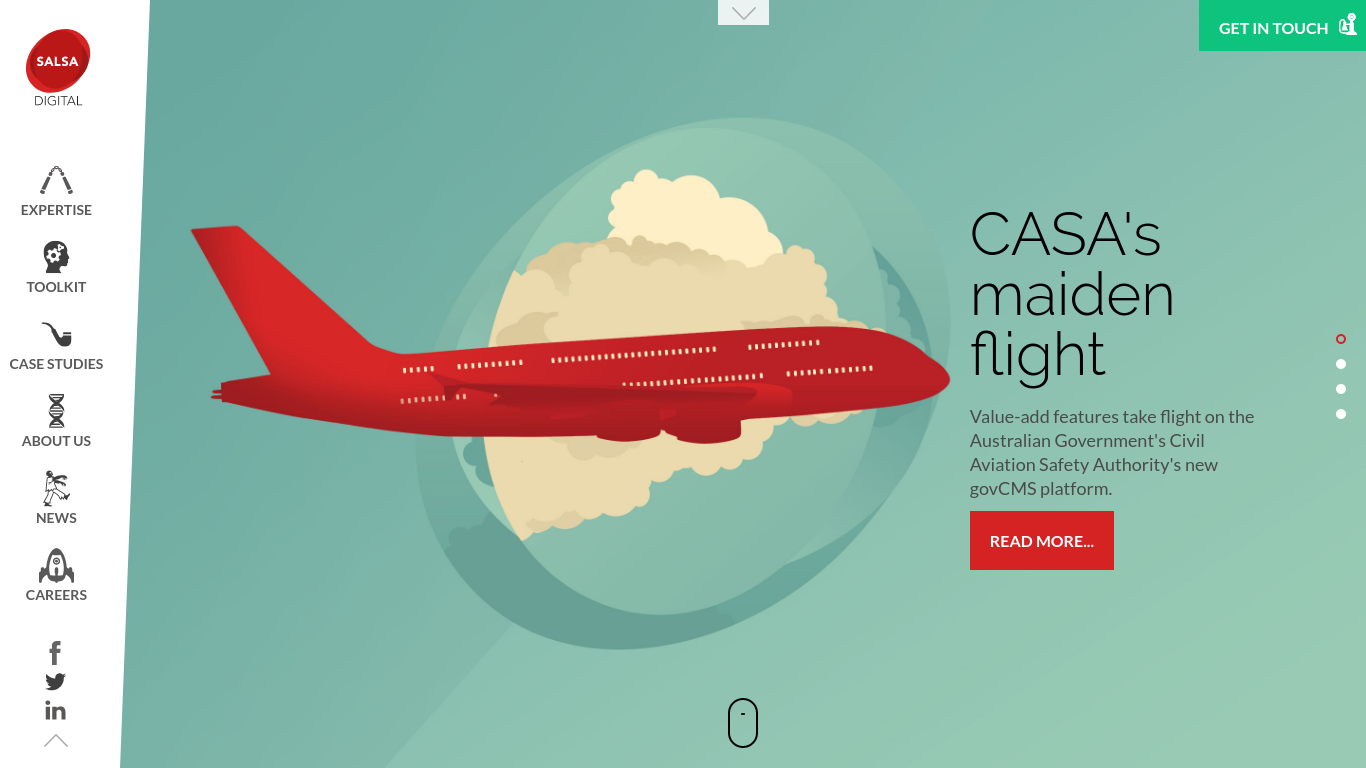 SALSA
DIGITAL
EXPERTISE
TOOLKIT
CASE STUDIES
ABOUT US
NEWS
CAREERS
GET IN TOUCH
CASA's
maiden
flight
Value-add features take flight on the
Australian Government's Civil
Aviation Safety Authority's new
govCMS platform.
READ MORE...